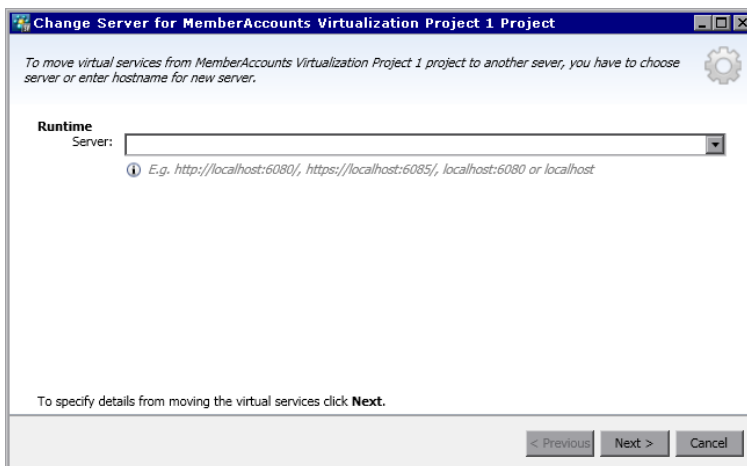 Change Server for MemberAccounts Virtualization Project 1 Project
To move virtual services from MemberAccounts Virtualization Project 1 project to another sever, you have to choose
server or enter hostname for new server.
Runtime
Server:
E.g. http://localhost:6080/, https://localhost:6085/, localhost:6080 or localhost
To specify details from moving the virtual services click Next.
< Previous Next > Cancel